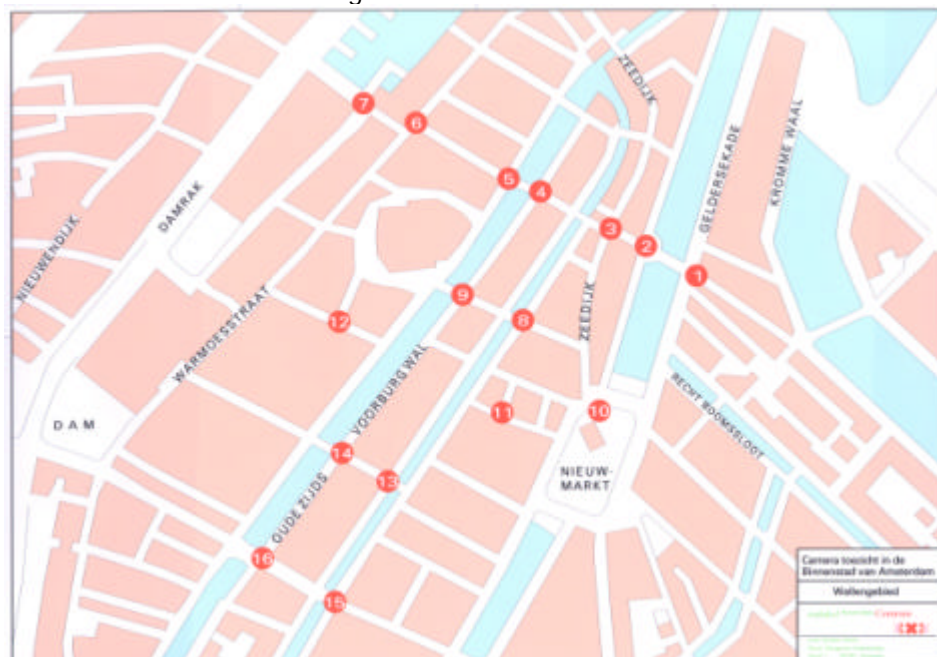 7
6
ZEEDIJK
5
4
3
2
1
GELDERSEKADE
KROMME WAAL
DAMRAK
NIEUWENDIJK
9
8
ZEEDIJK
12
WARMOESSTRAAT
VOORBURGWAL
11
10
RECHT BOOMSSLOOT
DAM
14
13
NIEUW-
MARKT
OUDE ZIJDS
16
15
Camera toezicht in de
Binnenstad van Amsterdam
Wallengebied
Centrum